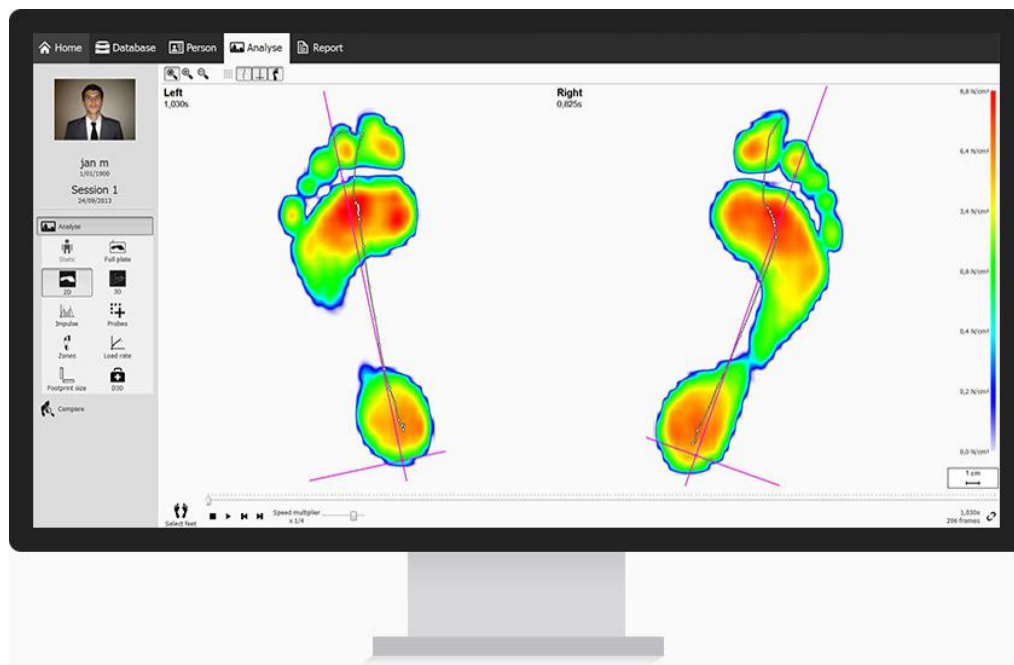 Home Database Person Analyse Report
Left
1,030s
Right
0,825s
9,8 N/cm²
6,4 N/cm²
3,4 N/cm²
0,8 N/cm²
0,4 N/cm²
0,2 N/cm²
0,0 N/cm²
1 cm
jan m
1/01/1900
Session 1
24/09/2013
Analyse
Static Full plate
2D 3D
Impulse Probes
Zones Load rate
Footprint size D3D
Compare
Select feet
Speed multiplier
x 1/4
1,030s
206 frames